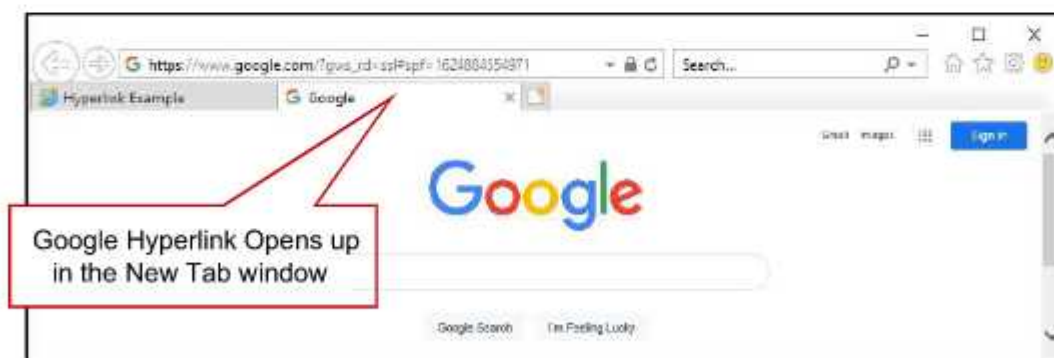 https://www.google.com/?gws_rd=ssl#spf=1624884554971
Search...
Hyperlink Example
Google
Gmail Images
Sign in
Google
Google Hyperlink Opens up
in the New Tab window
Google Search I'm Feeling Lucky